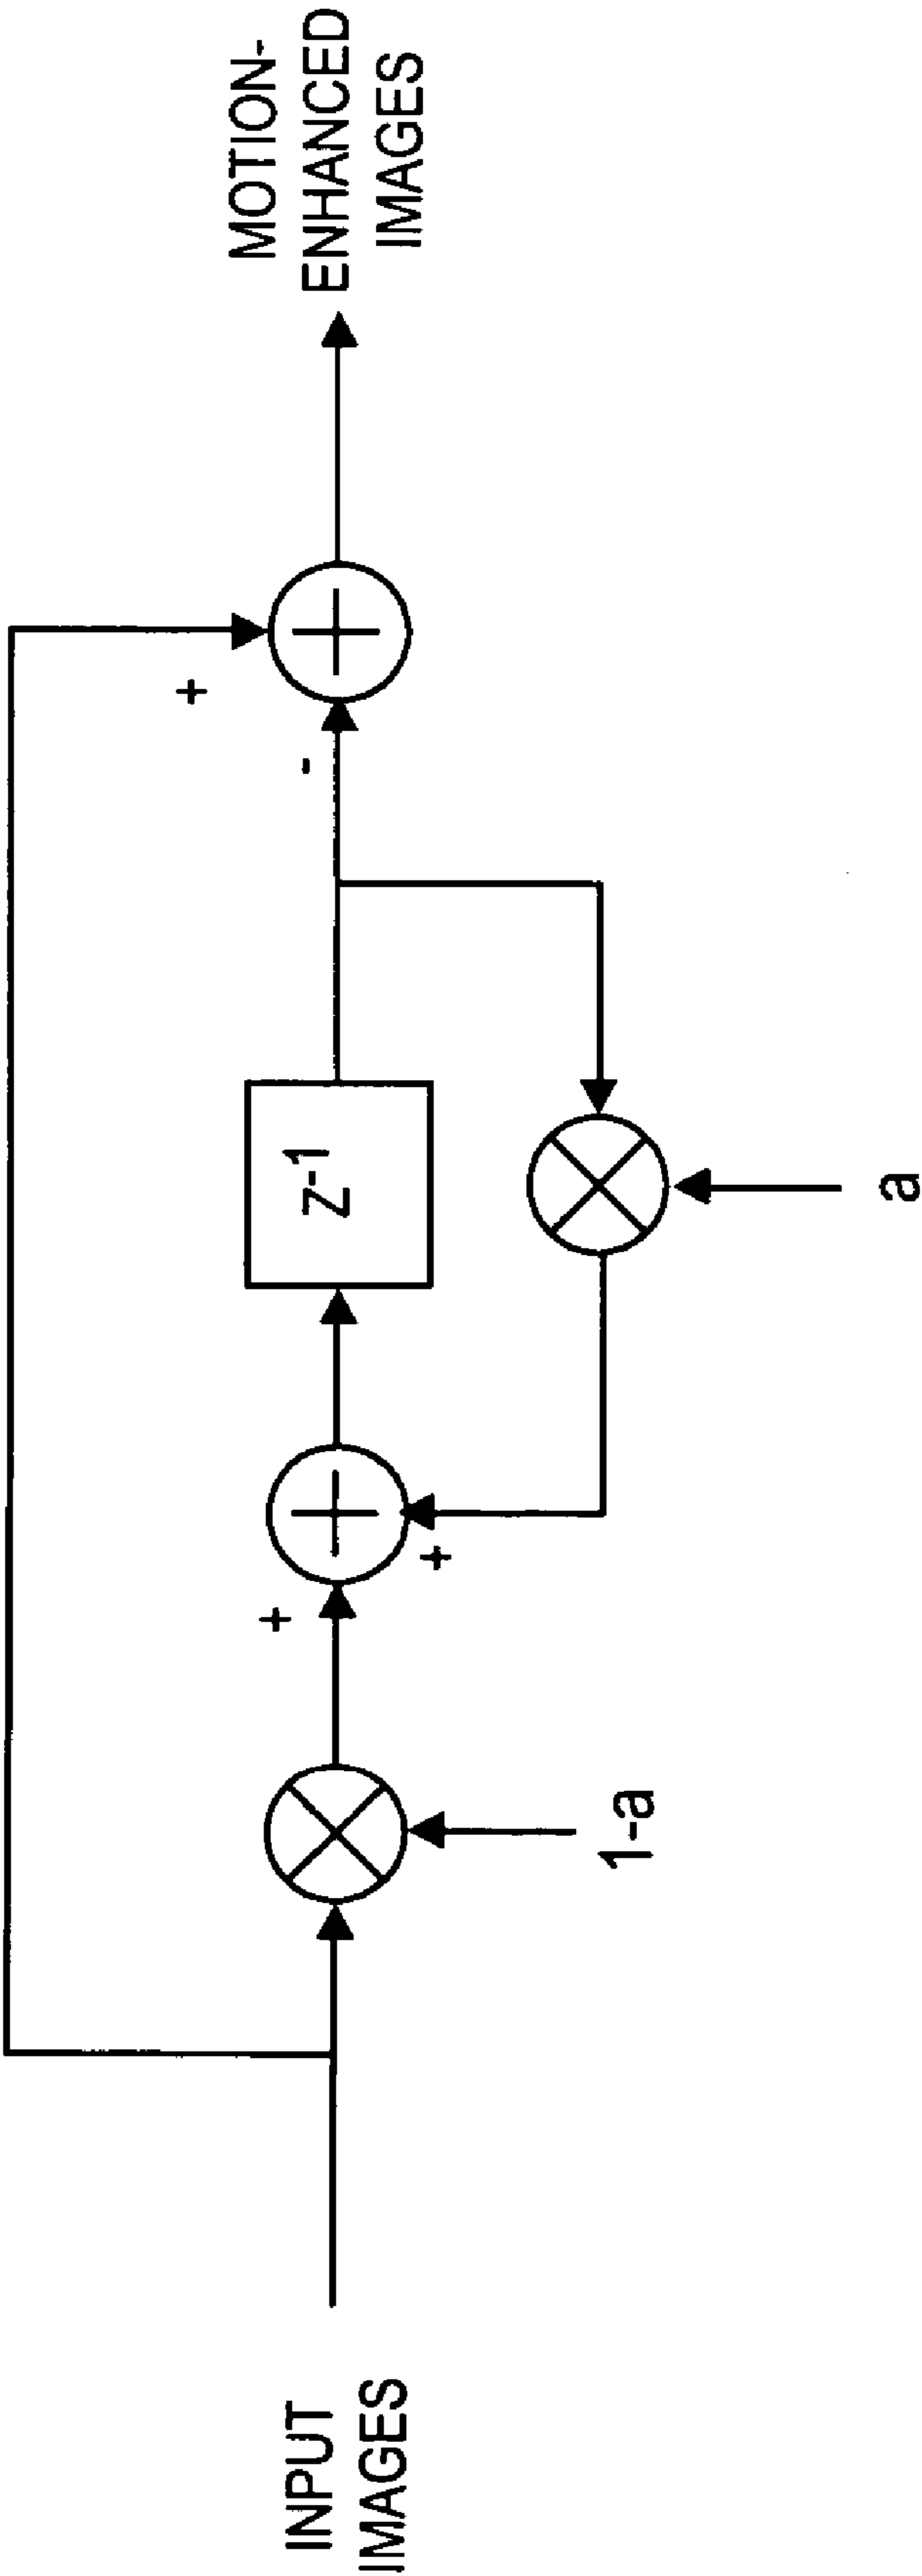 INPUT
IMAGES
1-a
+
+
z-1
a
-
+
MOTION-
ENHANCED
IMAGES